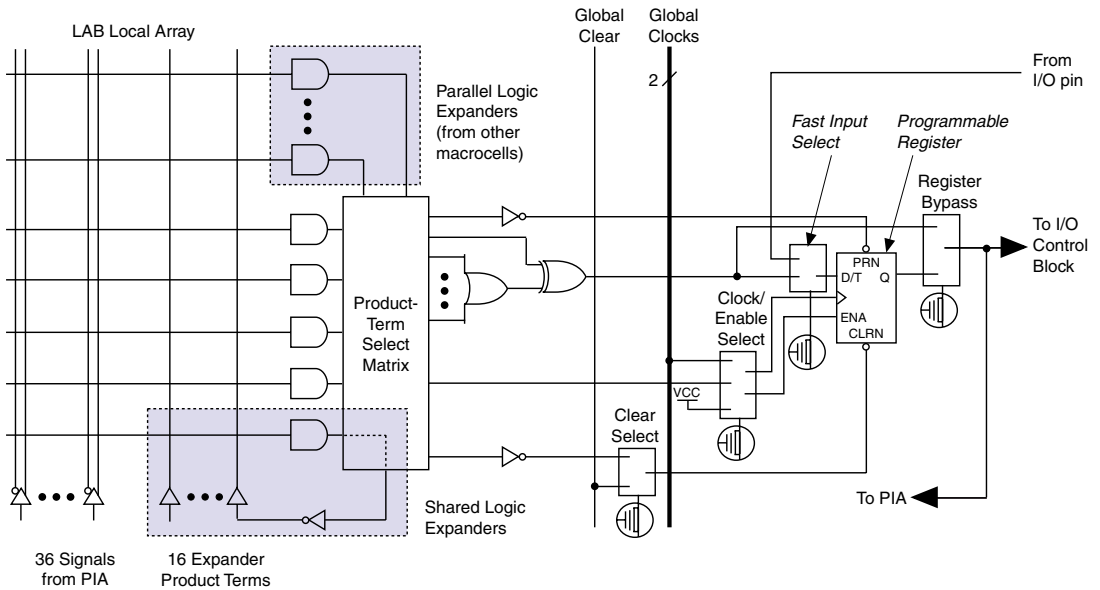 LAB Local Array
Global
Clear
Global
Clocks
2
From
I/O pin
Parallel Logic
Expanders
(from other
macrocells)
Fast Input
Select
Programmable
Register
Register
Bypass
To I/O
Control
Block
PRN
D/T
Q
ENA
CLRN
Product-
Term
Select
Matrix
Clock/
Enable
Select
VCC
Clear
Select
To PIA
Shared Logic
Expanders
36 Signals
from PIA
16 Expander
Product Terms